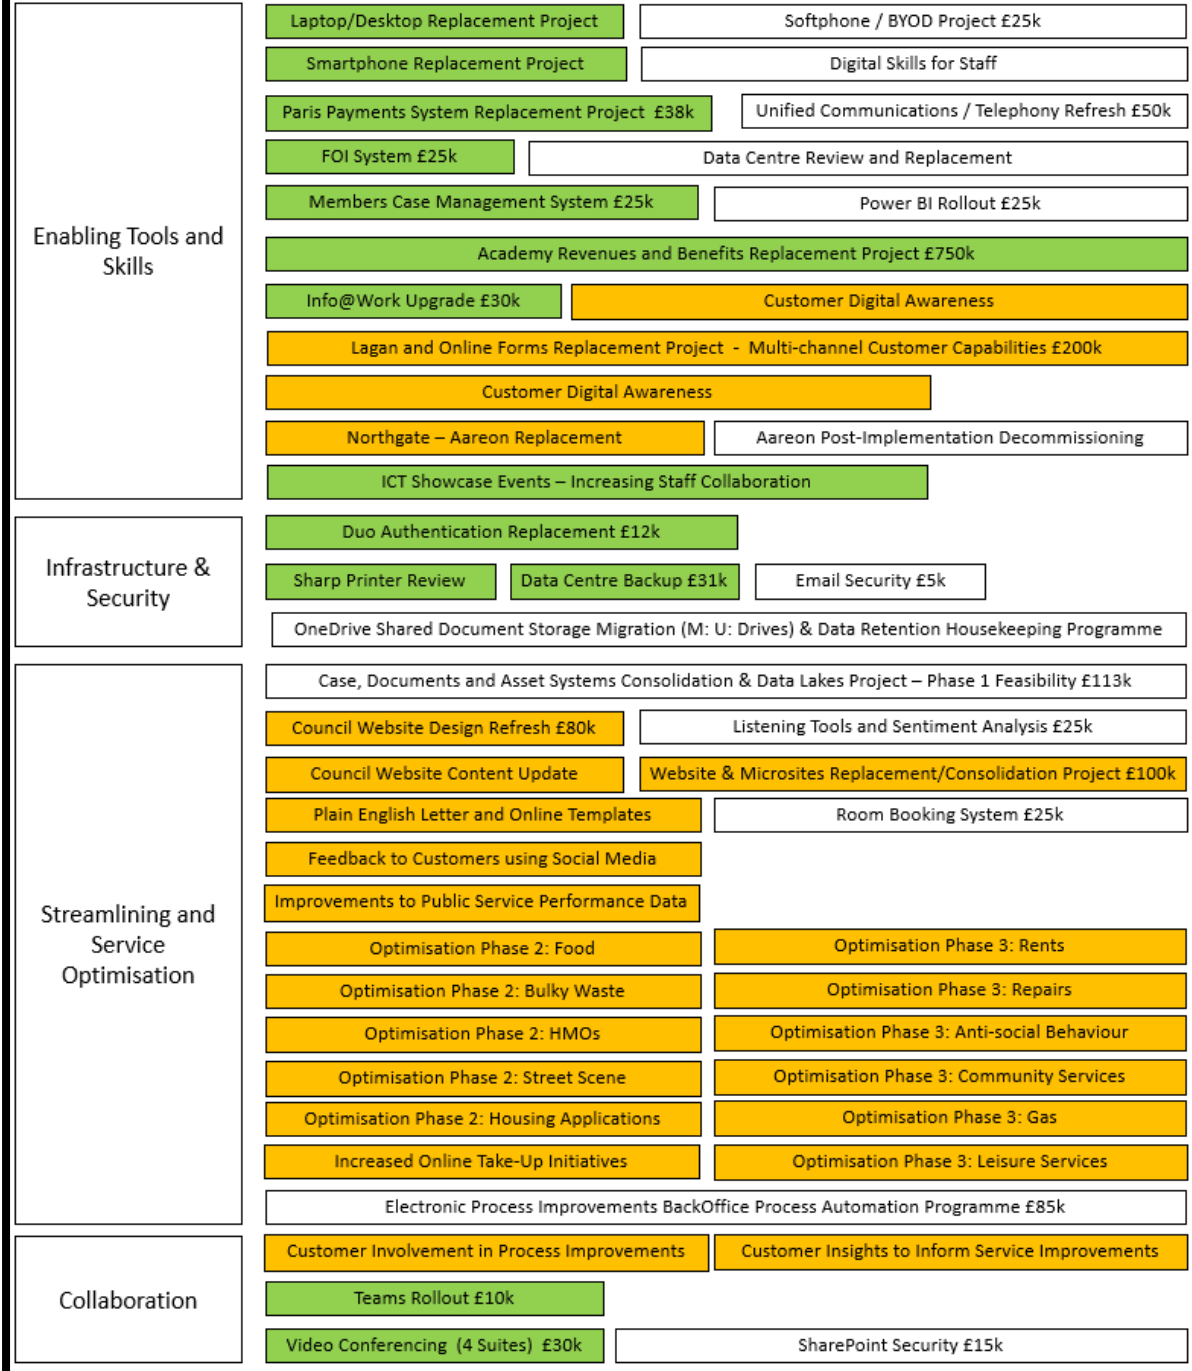 Enabling Tools and
Skills
Laptop/Desktop Replacement Project
Softphone / BYOD Project £25k
Smartphone Replacement Project
Digital Skills for Staff
Paris Payments System Replacement Project  £38k
Unified Communications / Telephony Refresh £50k
FOI System £25k
Data Centre Review and Replacement
Members Case Management System £25k
Power BI Rollout £25k
Academy Revenues and Benefits Replacement Project £750k
Info@Work Upgrade £30k
Customer Digital Awareness
Lagan and Online Forms Replacement Project  -  Multi-channel Customer Capabilities £200k
Customer Digital Awareness
Northgate – Aareon Replacement
Aareon Post-Implementation Decommissioning
ICT Showcase Events – Increasing Staff Collaboration
Infrastructure &
Security
Duo Authentication Replacement £12k
Sharp Printer Review
Data Centre Backup £31k
Email Security £5k
OneDrive Shared Document Storage Migration (M: U: Drives) & Data Retention Housekeeping Programme
Streamlining and
Service
Optimisation
Case, Documents and Asset Systems Consolidation & Data Lakes Project – Phase 1 Feasibility £113k
Council Website Design Refresh £80k
Listening Tools and Sentiment Analysis £25k
Council Website Content Update
Website & Microsites Replacement/Consolidation Project £100k
Plain English Letter and Online Templates
Room Booking System £25k
Feedback to Customers using Social Media
Improvements to Public Service Performance Data
Optimisation Phase 2: Food
Optimisation Phase 3: Rents
Optimisation Phase 2: Bulky Waste
Optimisation Phase 3: Repairs
Optimisation Phase 2: HMOs
Optimisation Phase 3: Anti-social Behaviour
Optimisation Phase 2: Street Scene
Optimisation Phase 3: Community Services
Optimisation Phase 2: Housing Applications
Optimisation Phase 3: Gas
Increased Online Take-Up Initiatives
Optimisation Phase 3: Leisure Services
Electronic Process Improvements BackOffice Process Automation Programme £85k
Collaboration
Customer Involvement in Process Improvements
Customer Insights to Inform Service Improvements
Teams Rollout £10k
Video Conferencing  (4 Suites)  £30k
SharePoint Security £15k